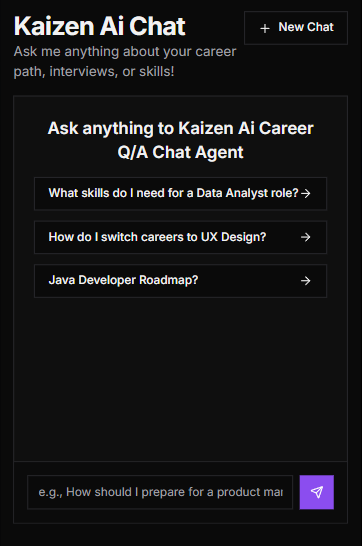 Kaizen Ai Chat
+ New Chat
Ask me anything about your career
path, interviews, or skills!
Ask anything to Kaizen Ai Career
Q/A Chat Agent
What skills do I need for a Data Analyst role?
How do I switch careers to UX Design?
Java Developer Roadmap?
e.g., How should I prepare for a product mar